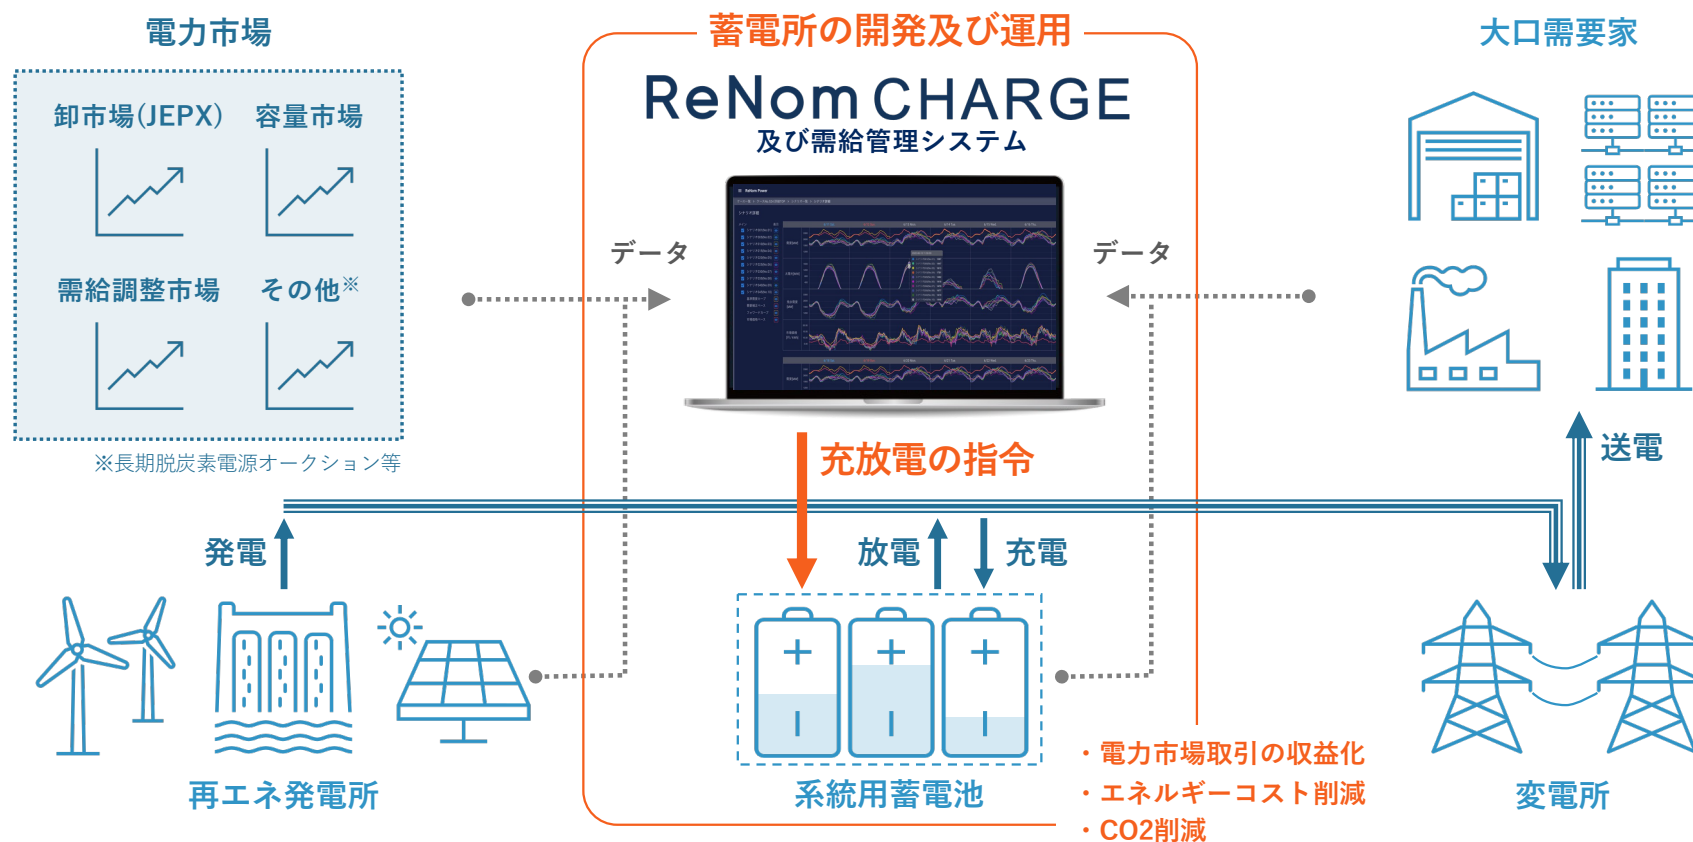 電力市場
蓄電所の開発及び運用
大口需要家
卸市場(JEPX)
容量市場
需給調整市場
その他※
※長期脱炭素電源オークション等
ReNom CHARGE
及び需給管理システム
ReNom Power
データ
データ
充放電の指令
送電
発電
放電
充電
再エネ発電所
系統用蓄電池
変電所
・電力市場取引の収益化
・エネルギーコスト削減
・CO2削減